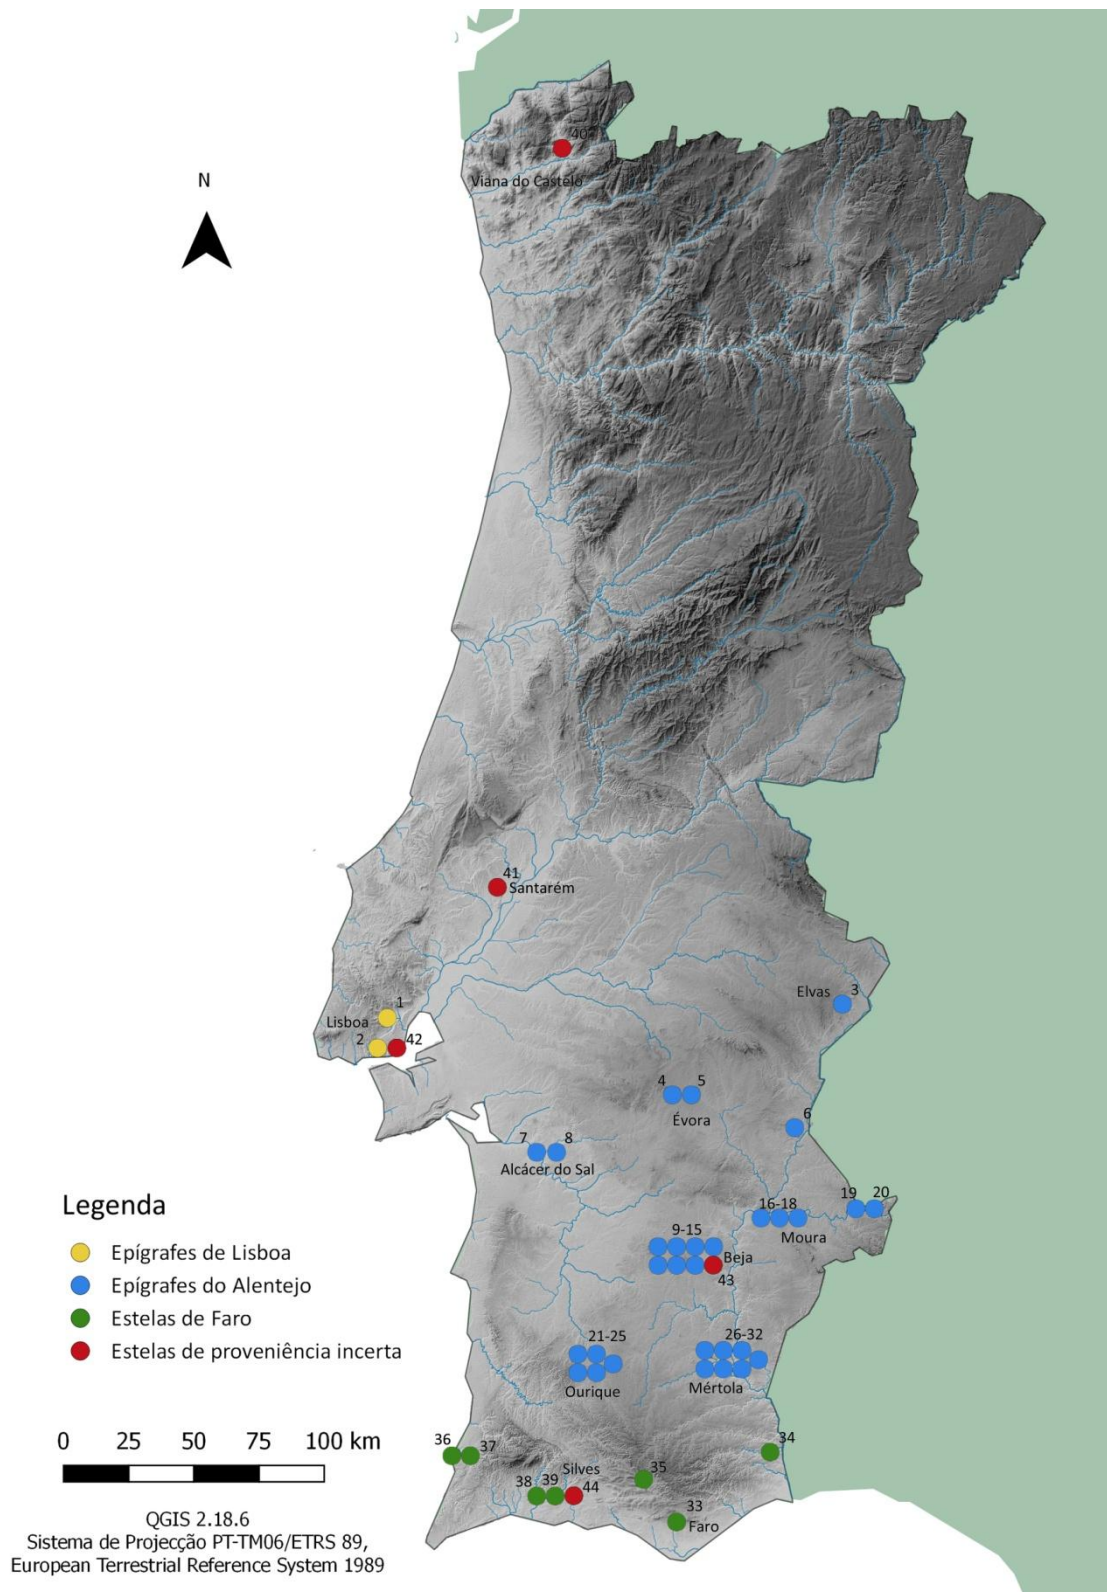 40
Viana do Castelo
N
41
Santarém
Elvas
3
1
Lisboa
2
42
4
5
Évora
6
7
8
Alcácer do Sal
19
20
16-18
Moura
9-15
Beja
43
21-25
Ourique
26-32
Mértola
36
37
34
35
Silves
38
39
44
33
Faro
Legenda
Epígrafes de Lisboa
Epígrafes do Alentejo
Estelas de Faro
Estelas de proveniência incerta
0 25 50 75 100 km
QGIS 2.18.6
Sistema de Projecção PT-TM06/ETRS 89,
European Terrestrial Reference System 1989